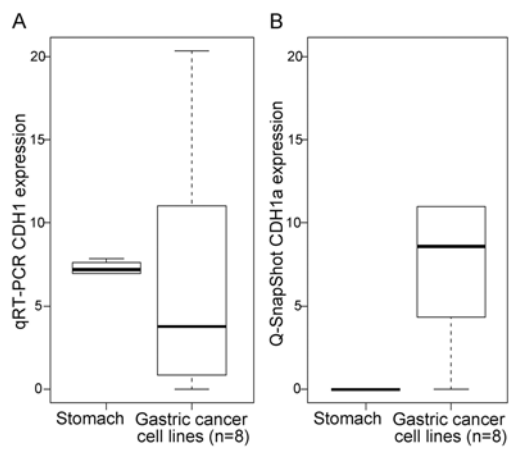 A
qRT-PCR CDH1 expression
20
15
10
5
0
Stomach
Gastric cancer
cell lines (n=8)
B
Q-SnapShot CDH1a expression
20
15
10
5
0
Stomach
Gastric cancer
cell lines (n=8)